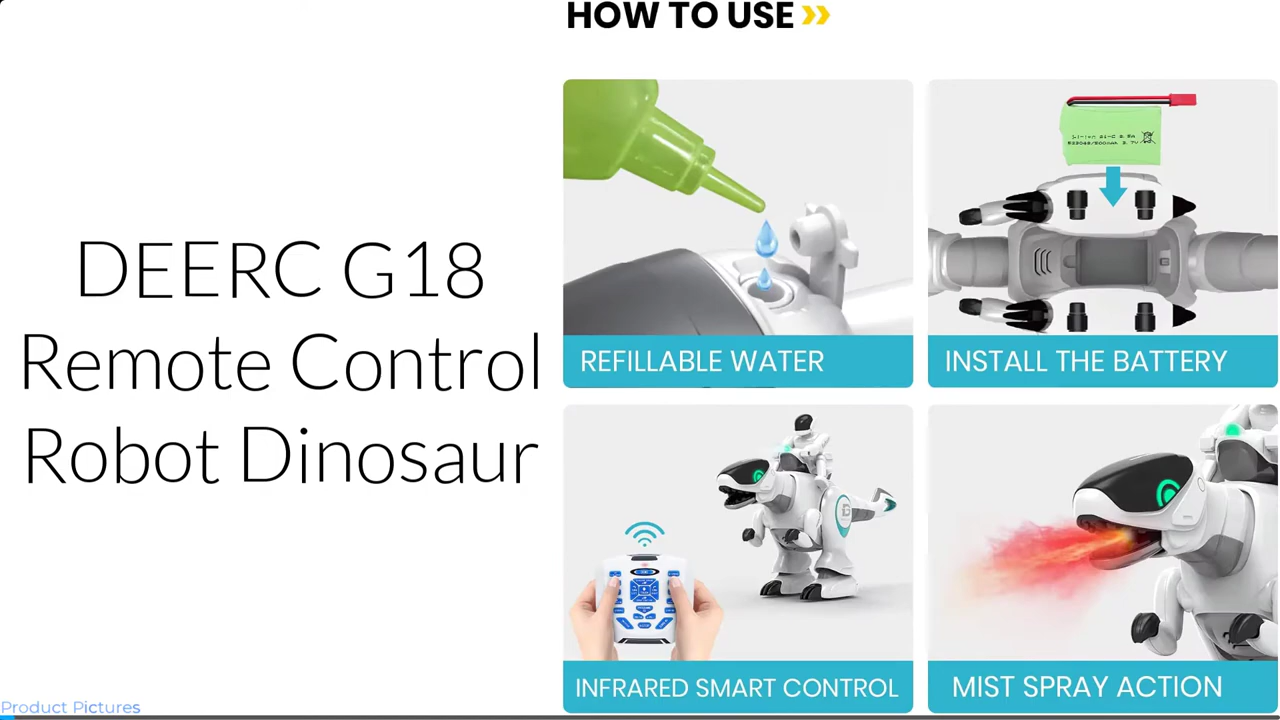 HOW TO USE
DEERC G18
Remote Control
Robot Dinosaur
REFILLABLE WATER
INSTALL THE BATTERY
INFRARED SMART CONTROL
MIST SPRAY ACTION
Product Pictures